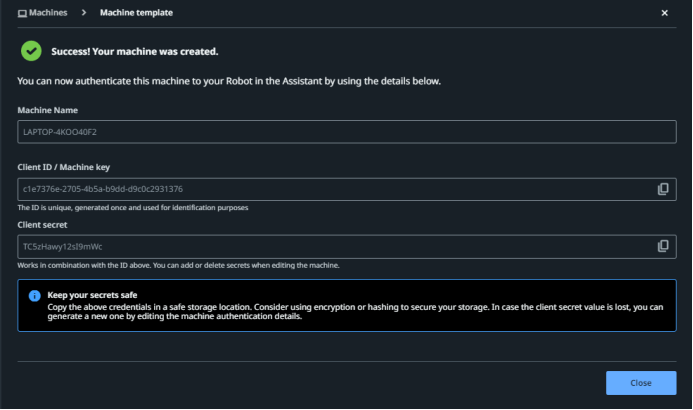 Machines > Machine template
Success! Your machine was created.
You can now authenticate this machine to your Robot in the Assistant by using the details below.
Machine Name
LAPTOP-4KOO40F2
Client ID / Machine key
c1e7376e-2705-4b5a-b9dd-d9c0c2931376
The ID is unique, generated once and used for identification purposes
Client secret
TC5zHawy12sI9mWc
Works in combination with the ID above. You can add or delete secrets when editing the machine.
Keep your secrets safe
Copy the above credentials in a safe storage location. Consider using encryption or hashing to secure your storage. In case the client secret value is lost, you can
generate a new one by editing the machine authentication details.
Close